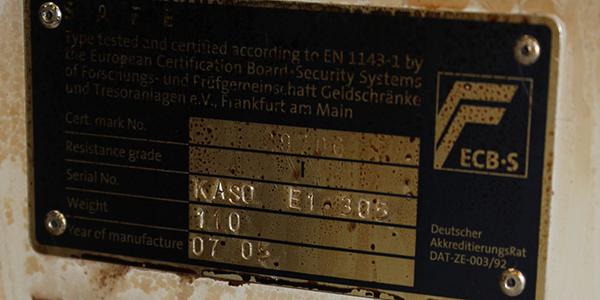 SAFE
Type tested and certified according to EN 1143-1 by
the European Certification Board·Security Systems
of Forschungs- und Prüfgemeinschaft Geldschränke
und Tresoranlagen e.V., Frankfurt am Main
Cert. mark No.
Resistance grade
Serial No. KASO E1-305
Weight 110
Year of manufacture 07 05
ECB·S
Deutscher
AkkreditierungsRat
DAT-ZE-003/92